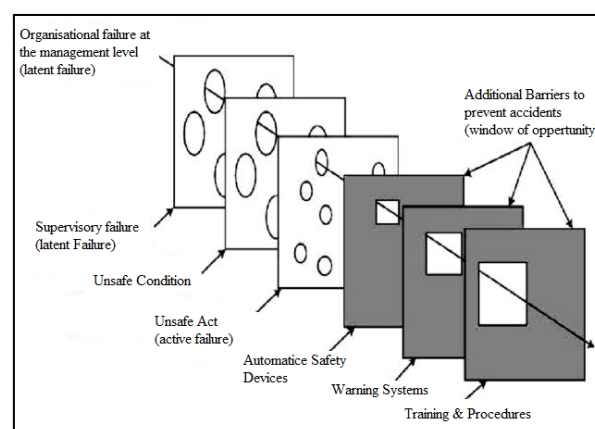 Organisational failure at
the management level
(latent failure)
Additional Barriers to
prevent accidents
(window of opportunity
Supervisory failure
(latent Failure)
Unsafe Condition
Unsafe Act
(active failure)
Automatice Safety
Devices
Warning Systems
Training & Procedures